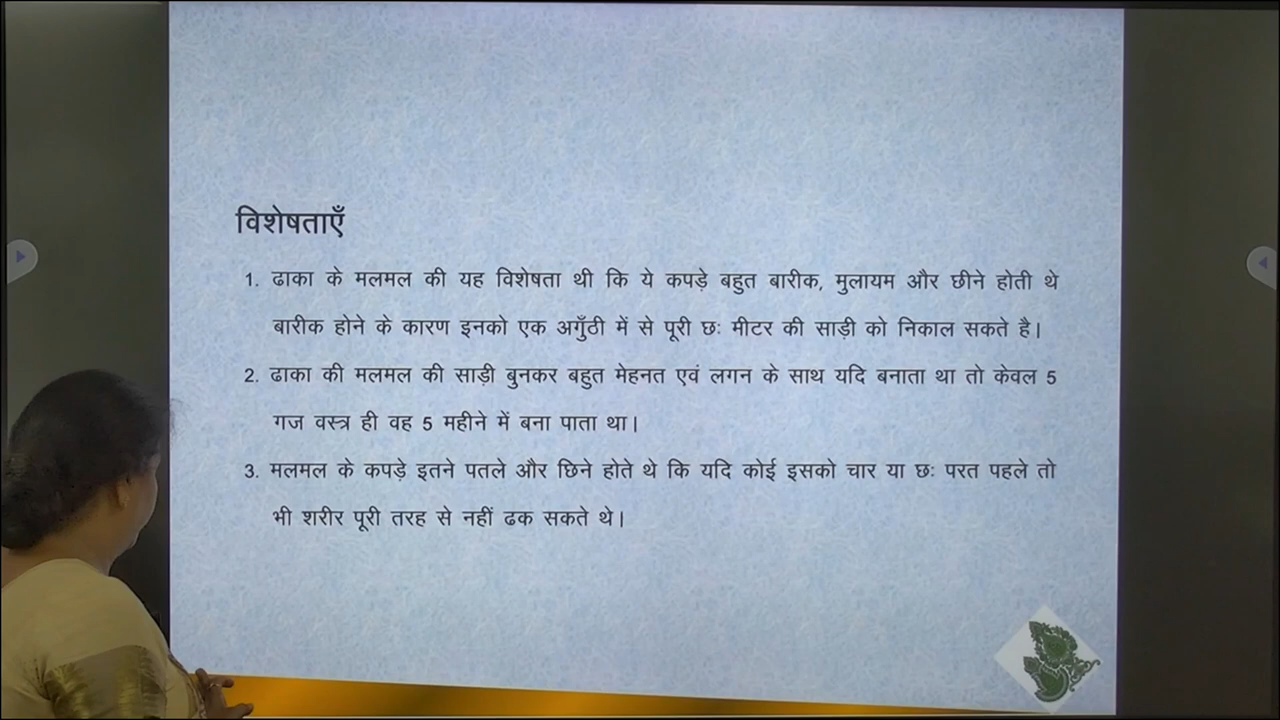 विशेषताएँ
1. ढाका के मलमल की यह विशेषता थी कि ये कपड़े बहुत बारीक, मुलायम और छीने होती थे
बारीक होने के कारण इनको एक अगुँठी में से पूरी छः मीटर की साड़ी को निकाल सकते है।
2. ढाका की मलमल की साड़ी बुनकर बहुत मेहनत एवं लगन के साथ यदि बनाता था तो केवल 5
गज वस्त्र ही वह 5 महीने में बना पाता था।
3. मलमल के कपड़े इतने पतले और छिने होते थे कि यदि कोई इसको चार या छः परत पहले तो
भी शरीर पूरी तरह से नहीं ढक सकते थे।